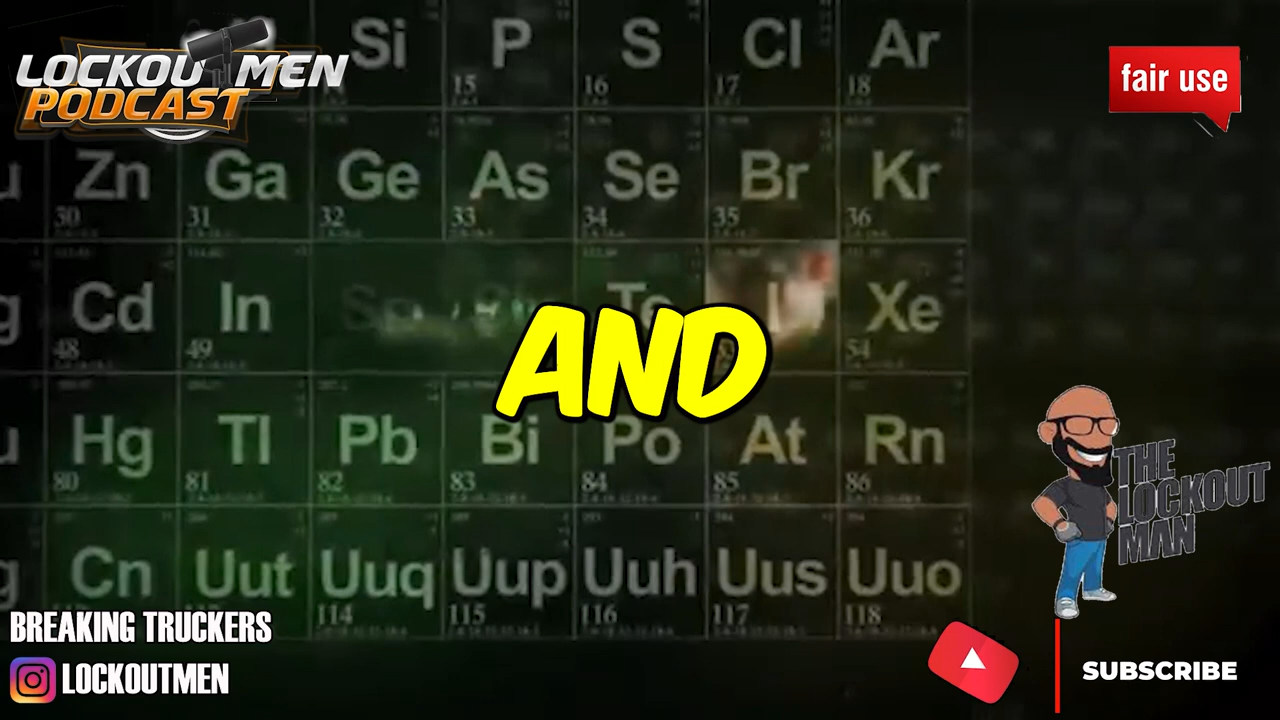 LOCKOU MEN
PODCAST
fair use
Si P S Cl Ar
15 16 17 18
Zn Ga Ge As Se Br Kr
30 31 32 33 34 35 36
Cd In Te Xe
48 49 54
AND
Hg Tl Pb Bi Po At Rn
80 81 82 83 84 85 86
THE
LOCKOUT
MAN
Cn Uut Uuq Uup Uuh Uus Uuo
114 115 116 117 118
BREAKING TRUCKERS
LOCKOUTMEN
SUBSCRIBE